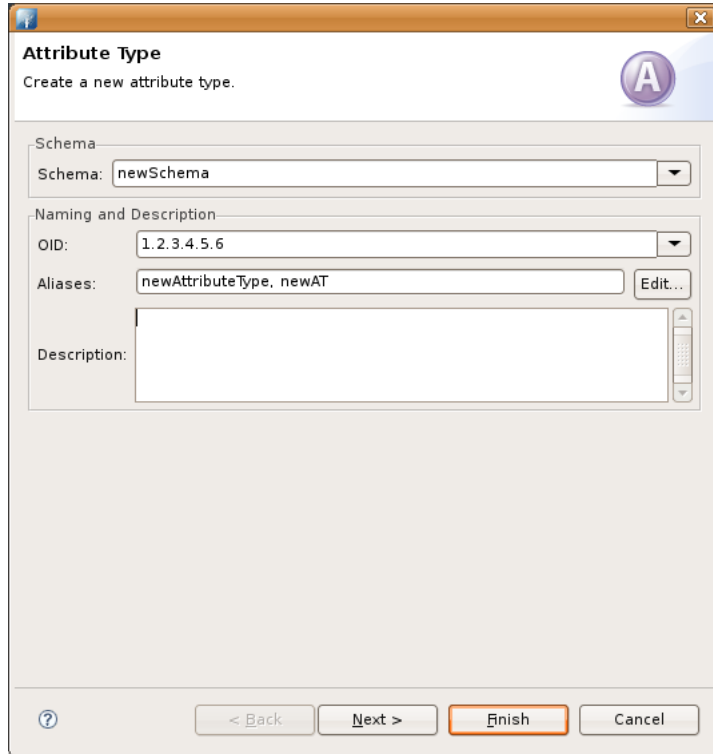 Attribute Type
Create a new attribute type.
A
Schema
Schema: newSchema
Naming and Description
OID: 1.2.3.4.5.6
Aliases: newAttributeType, newAT Edit...
Description:
? < Back Next > Finish Cancel